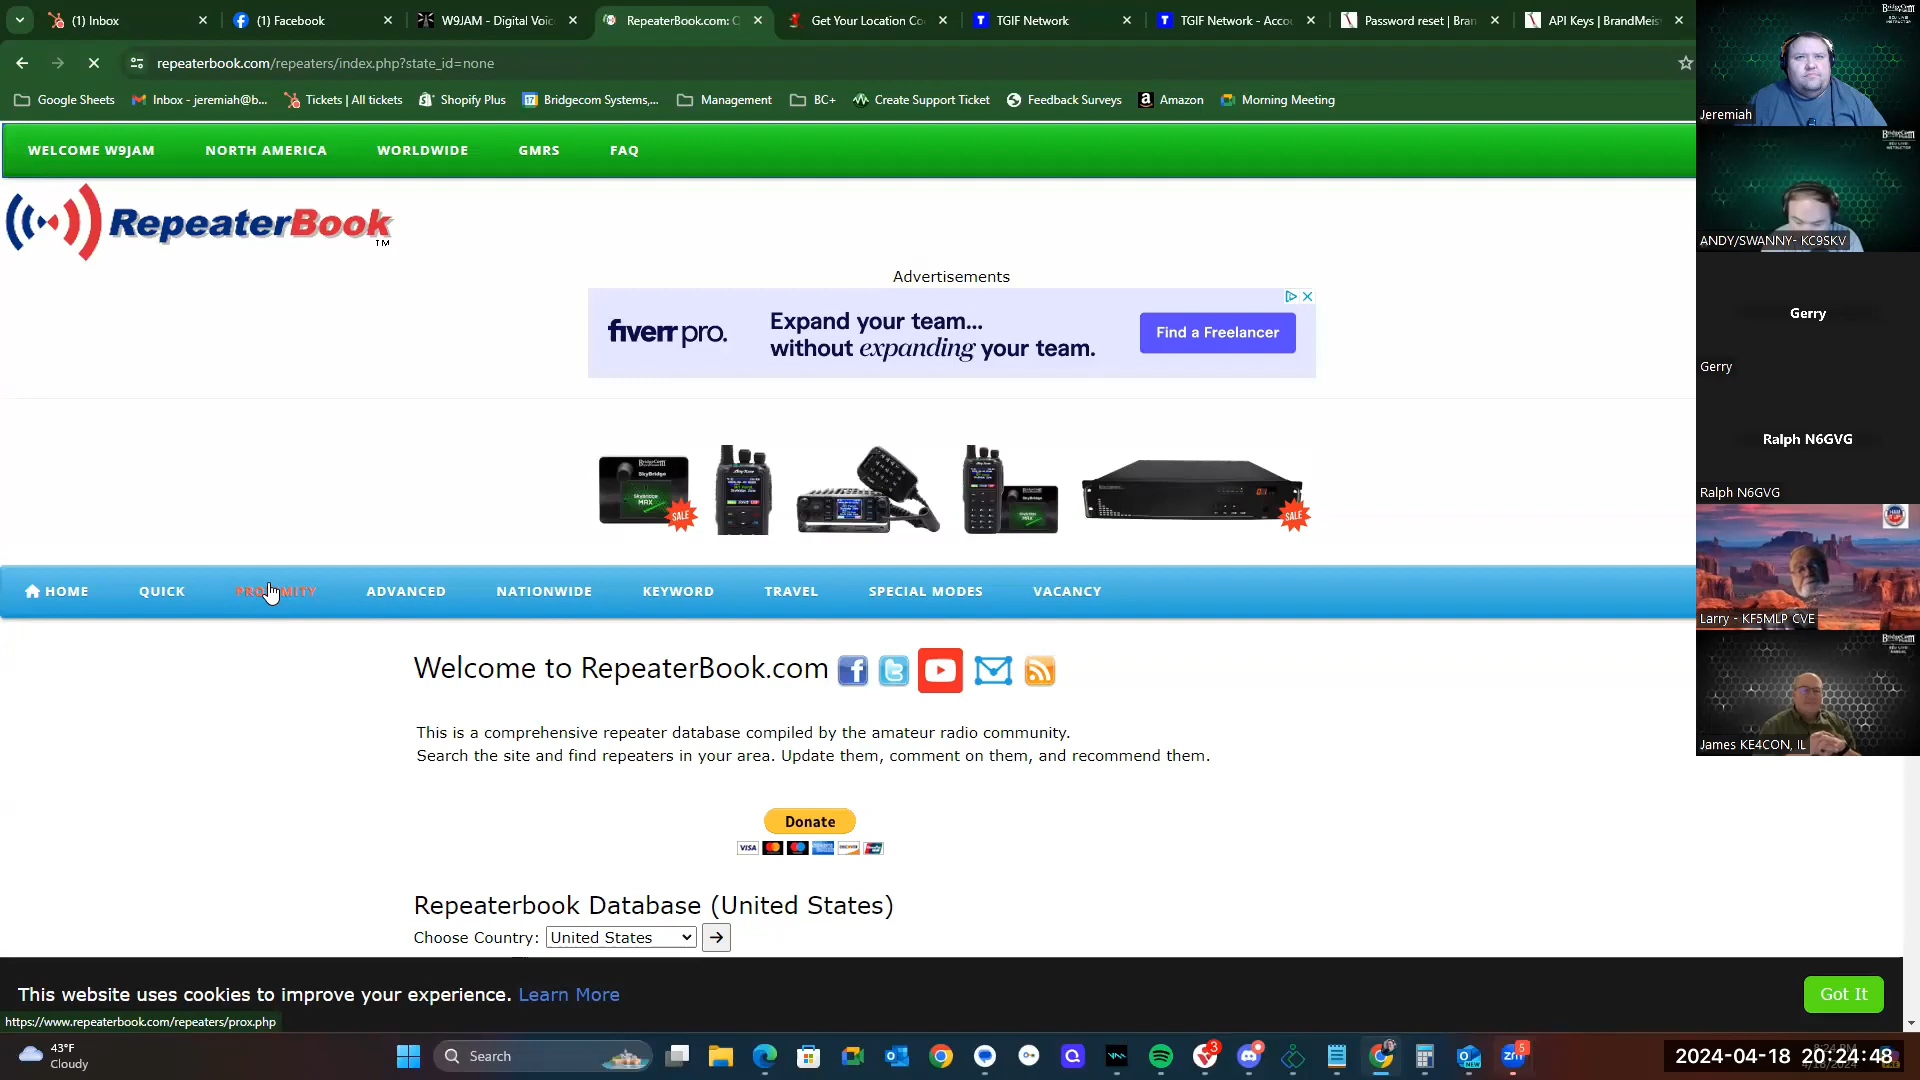 (1) Inbox
(1) Facebook
W9JAM - Digital Voic
RepeaterBook.com: C
Get Your Location Co
TGIF Network
TGIF Network - Accou
Password reset | Bran
API Keys | BrandMeis
repeaterbook.com/repeaters/index.php?state_id=none
Google Sheets
Inbox - jeremiah@b...
Tickets | All tickets
Shopify Plus
Bridgecom Systems,...
Management
BC+
Create Support Ticket
Feedback Surveys
Amazon
Morning Meeting
WELCOME W9JAM
NORTH AMERICA
WORLDWIDE
GMRS
FAQ
RepeaterBook
TM
Advertisements
fiverr pro.
Expand your team...
without expanding your team.
Find a Freelancer
SALE
SALE
HOME
QUICK
PROXIMITY
ADVANCED
NATIONWIDE
KEYWORD
TRAVEL
SPECIAL MODES
VACANCY
Welcome to RepeaterBook.com
This is a comprehensive repeater database compiled by the amateur radio community.
Search the site and find repeaters in your area. Update them, comment on them, and recommend them.
Donate
VISA
Repeaterbook Database (United States)
Choose Country: United States
This website uses cookies to improve your experience. Learn More
Got It
https://www.repeaterbook.com/repeaters/prox.php
43°F
Cloudy
Search
3
5
2024-04-18 20:24:48
Jeremiah
ANDY/SWANNY- KC9SKV
Gerry
Gerry
Ralph N6GVG
Ralph N6GVG
Larry - KF5MLP CVE
James KE4CON, IL